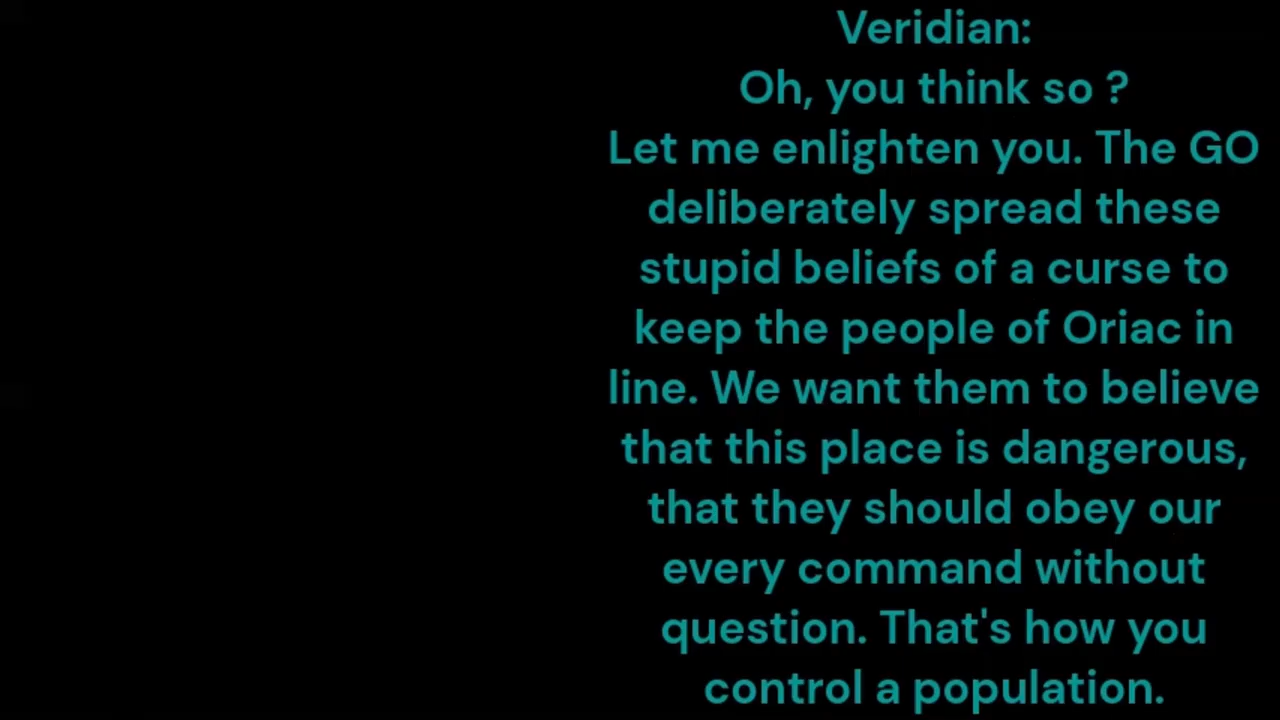 Veridian:
Oh, you think so ?
Let me enlighten you. The GO
deliberately spread these
stupid beliefs of a curse to
keep the people of Oriac in
line. We want them to believe
that this place is dangerous,
that they should obey our
every command without
question. That's how you
control a population.